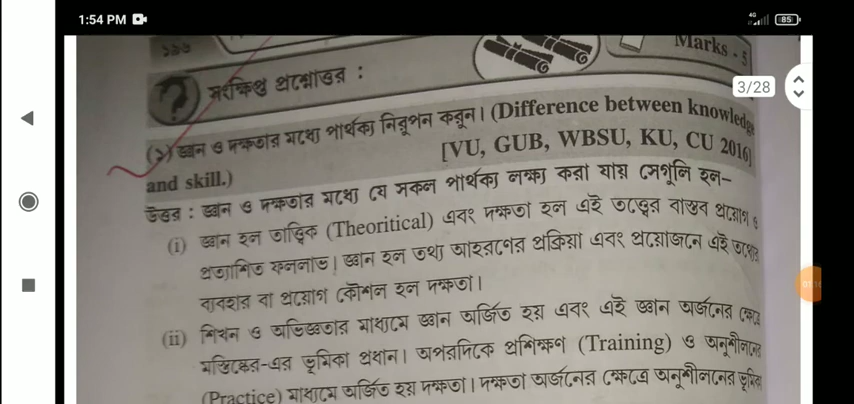 1:54 PM
4G
85
১৯৬
Marks - 5
সংক্ষিপ্ত প্রশ্নোত্তর :
3/28
(১) জ্ঞান ও দক্ষতার মধ্যে পার্থক্য নিরূপন করুন। (Difference between knowledge
and skill.)
[VU, GUB, WBSU, KU, CU 2016]
উত্তর : জ্ঞান ও দক্ষতার মধ্যে যে সকল পার্থক্য লক্ষ্য করা যায় সেগুলি হল–
(i) জ্ঞান হল তাত্ত্বিক (Theoritical) এবং দক্ষতা হল এই তত্ত্বের বাস্তব প্রয়োগ ও
প্রত্যাশিত ফললাভ। জ্ঞান হল তথ্য আহরণের প্রক্রিয়া এবং প্রয়োজনে এই তথ্যের
ব্যবহার বা প্রয়োগ কৌশল হল দক্ষতা।
(ii) শিখন ও অভিজ্ঞতার মাধ্যমে জ্ঞান অর্জিত হয় এবং এই জ্ঞান অর্জনের ক্ষেত্রে
মস্তিষ্কের-এর ভূমিকা প্রধান। অপরদিকে প্রশিক্ষণ (Training) ও অনুশীলনের
(Practice) মাধ্যমে অর্জিত হয় দক্ষতা। দক্ষতা অর্জনের ক্ষেত্রে অনুশীলনের ভূমিকা